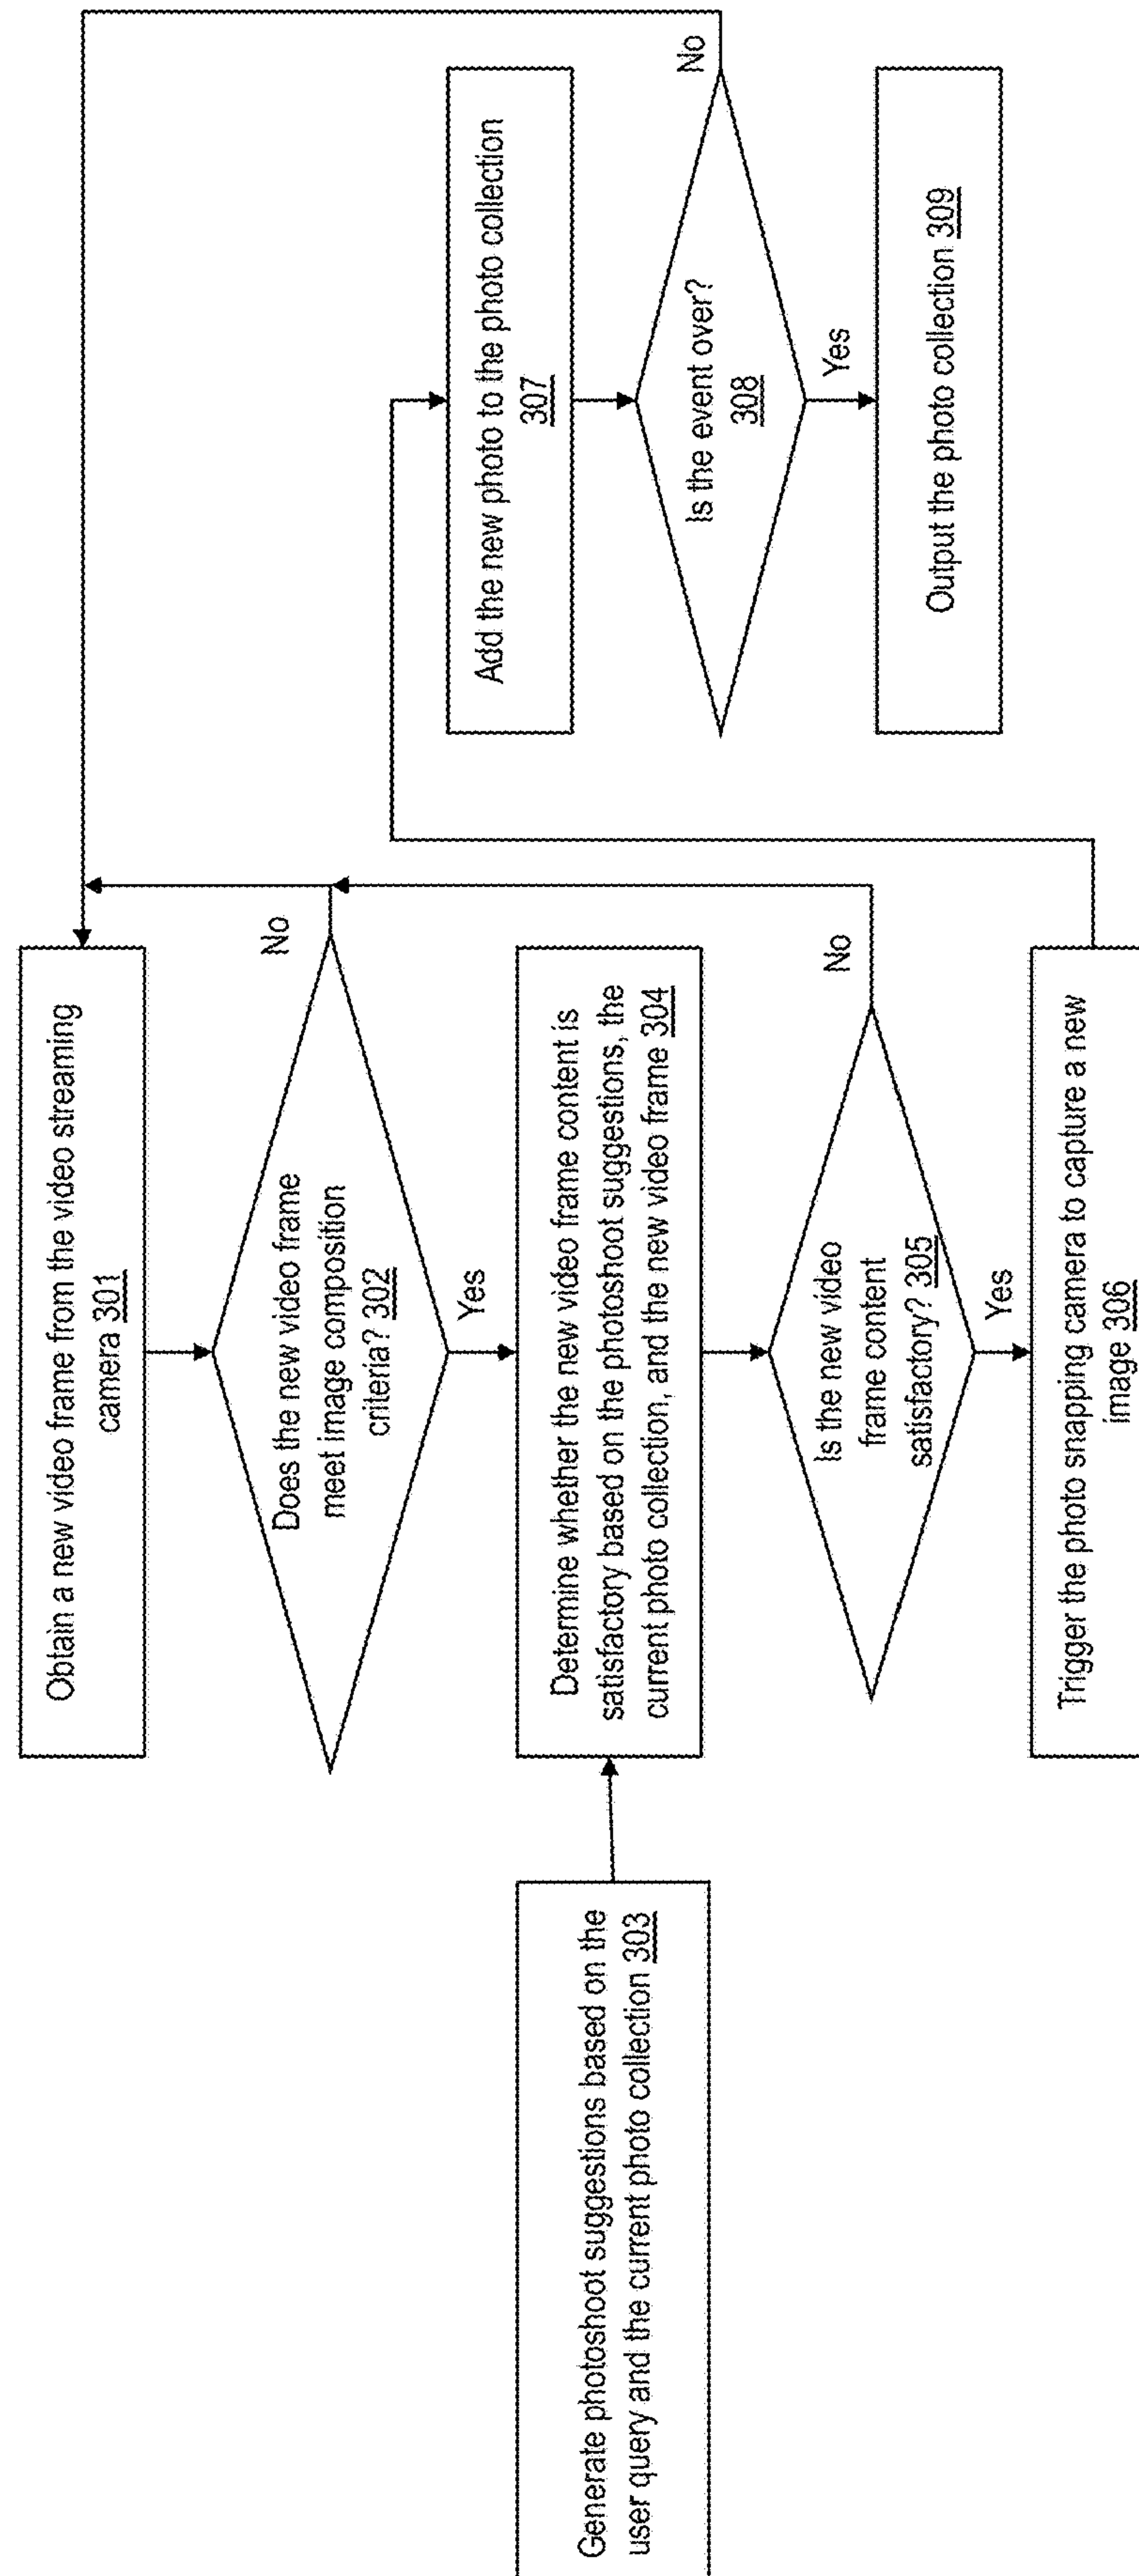 Obtain a new video frame from the video streaming
camera 301
Does the new video frame
meet image composition
criteria? 302
No
Yes
Generate photoshoot suggestions based on the
user query and the current photo collection 303
Determine whether the new video frame content is
satisfactory based on the photoshoot suggestions, the
current photo collection, and the new video frame 304
Is the new video
frame content
satisfactory? 305
No
Yes
Trigger the photo snapping camera to capture a new
image 306
Add the new photo to the photo collection
307
Is the event over?
308
No
Yes
Output the photo collection 309